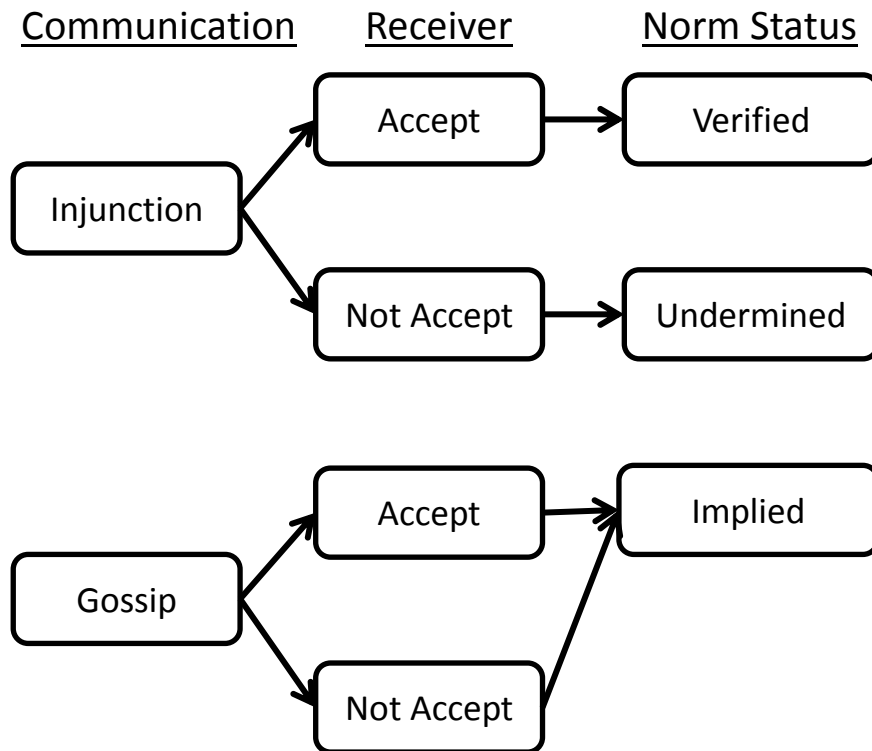 Communication Receiver Norm Status
Accept Verified
Injunction
Not Accept Undermined
Accept Implied
Gossip
Not Accept